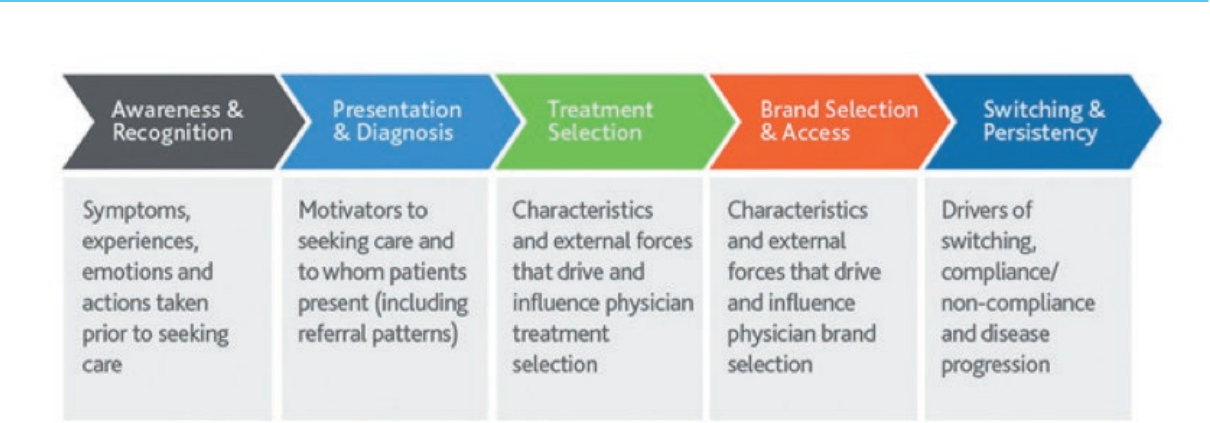 Awareness &
Recognition
Presentation
& Diagnosis
Treatment
Selection
Brand Selection
& Access
Switching &
Persistency
Symptoms,
experiences,
emotions and
actions taken
prior to seeking
care
Motivators to
seeking care and
to whom patients
present (including
referral patterns)
Characteristics
and external forces
that drive and
influence physician
treatment
selection
Characteristics
and external
forces that drive
and influence
physician brand
selection
Drivers of
switching,
compliance/
non-compliance
and disease
progression